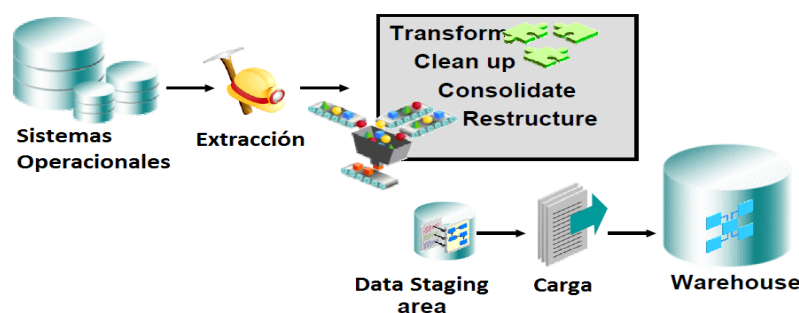 Transform
Clean up
Consolidate
Restructure
Sistemas
Operacionales
Extracción
Data Staging
area
Carga
Warehouse